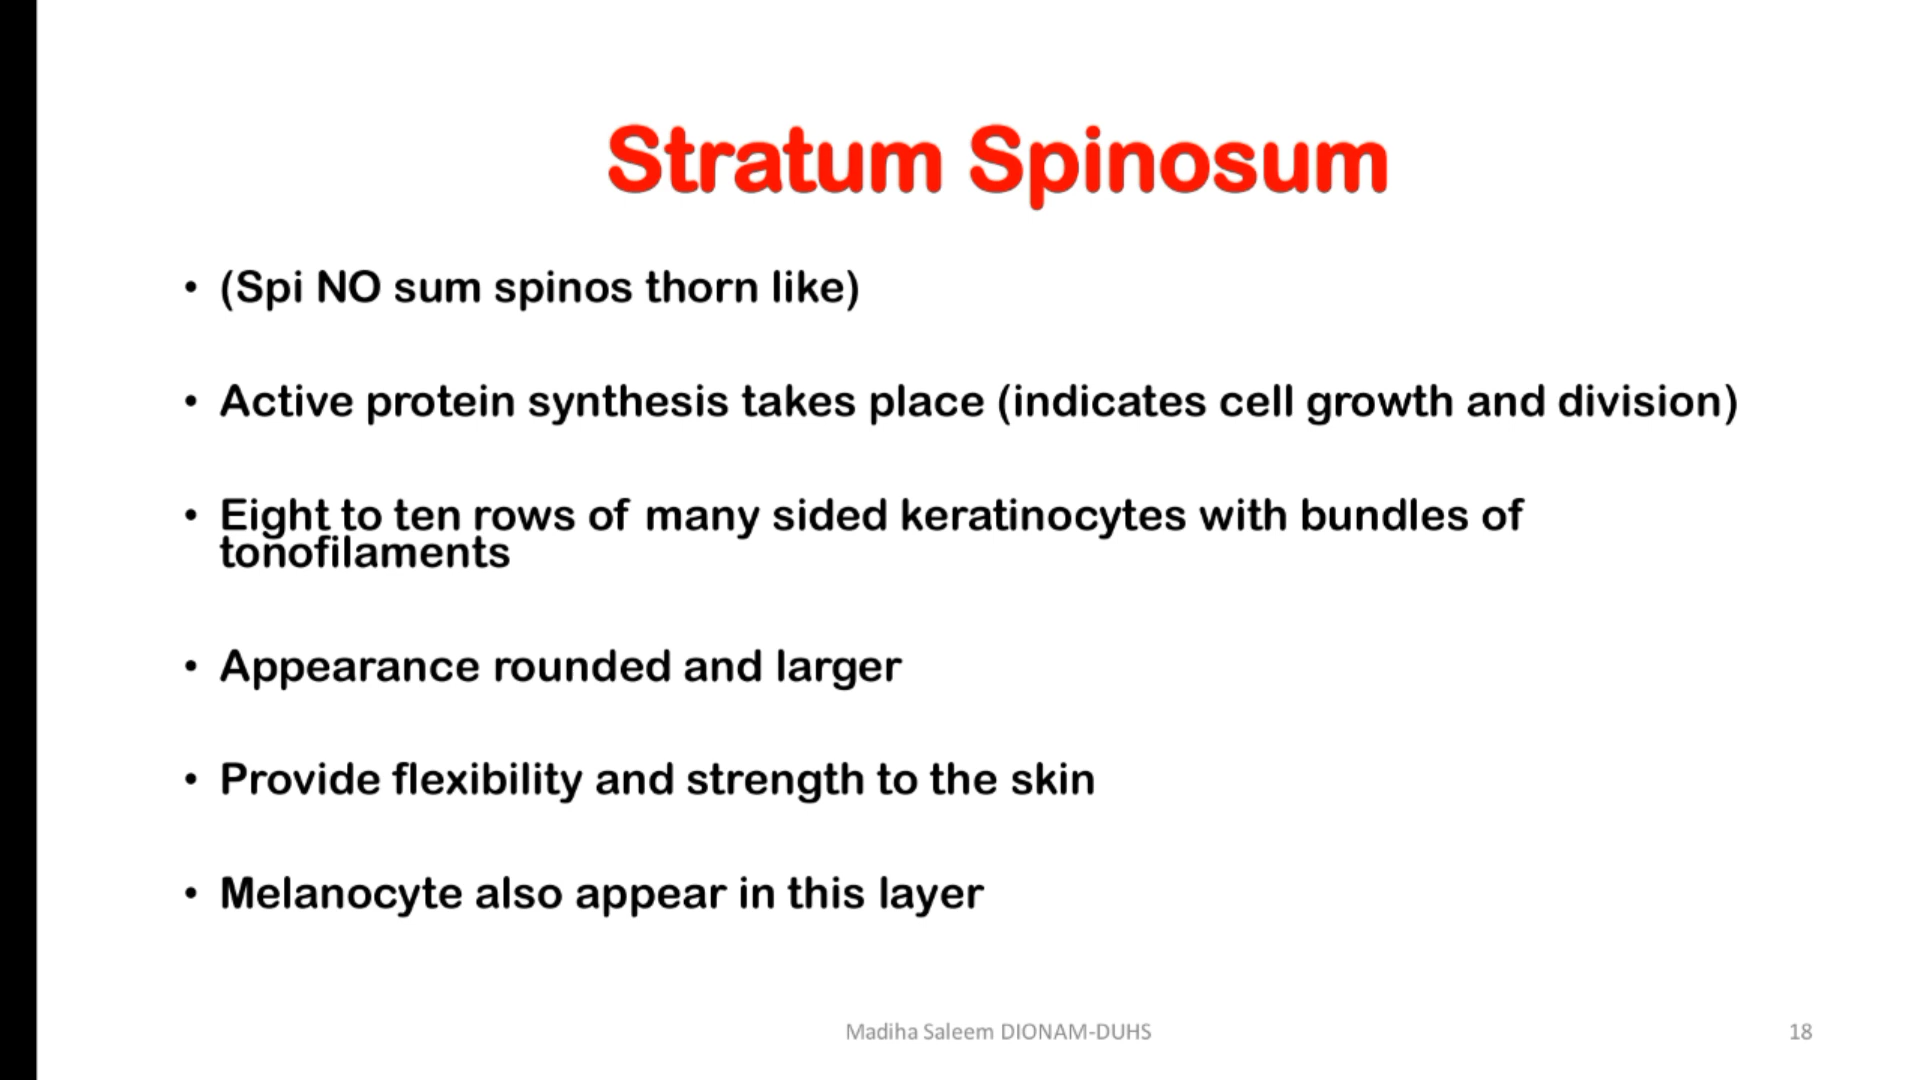 Stratum Spinosum
• (Spi NO sum spinos thorn like)
• Active protein synthesis takes place (indicates cell growth and division)
• Eight to ten rows of many sided keratinocytes with bundles of
tonofilaments
• Appearance rounded and larger
• Provide flexibility and strength to the skin
• Melanocyte also appear in this layer
Madiha Saleem DIONAM-DUHS
18